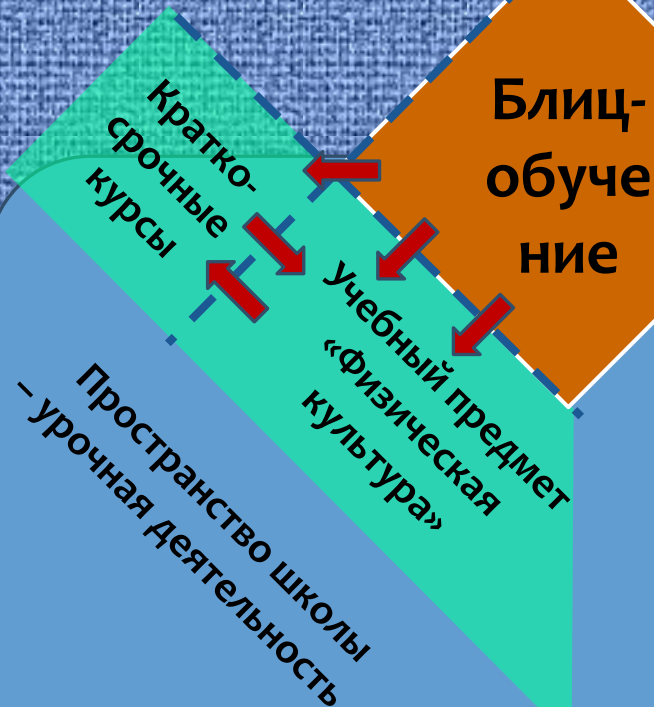 Блиц-
обуче
ние
Кратко-
срочные
курсы
Учебный предмет
«Физическая
культура»
Пространство школы
– урочная деятельность